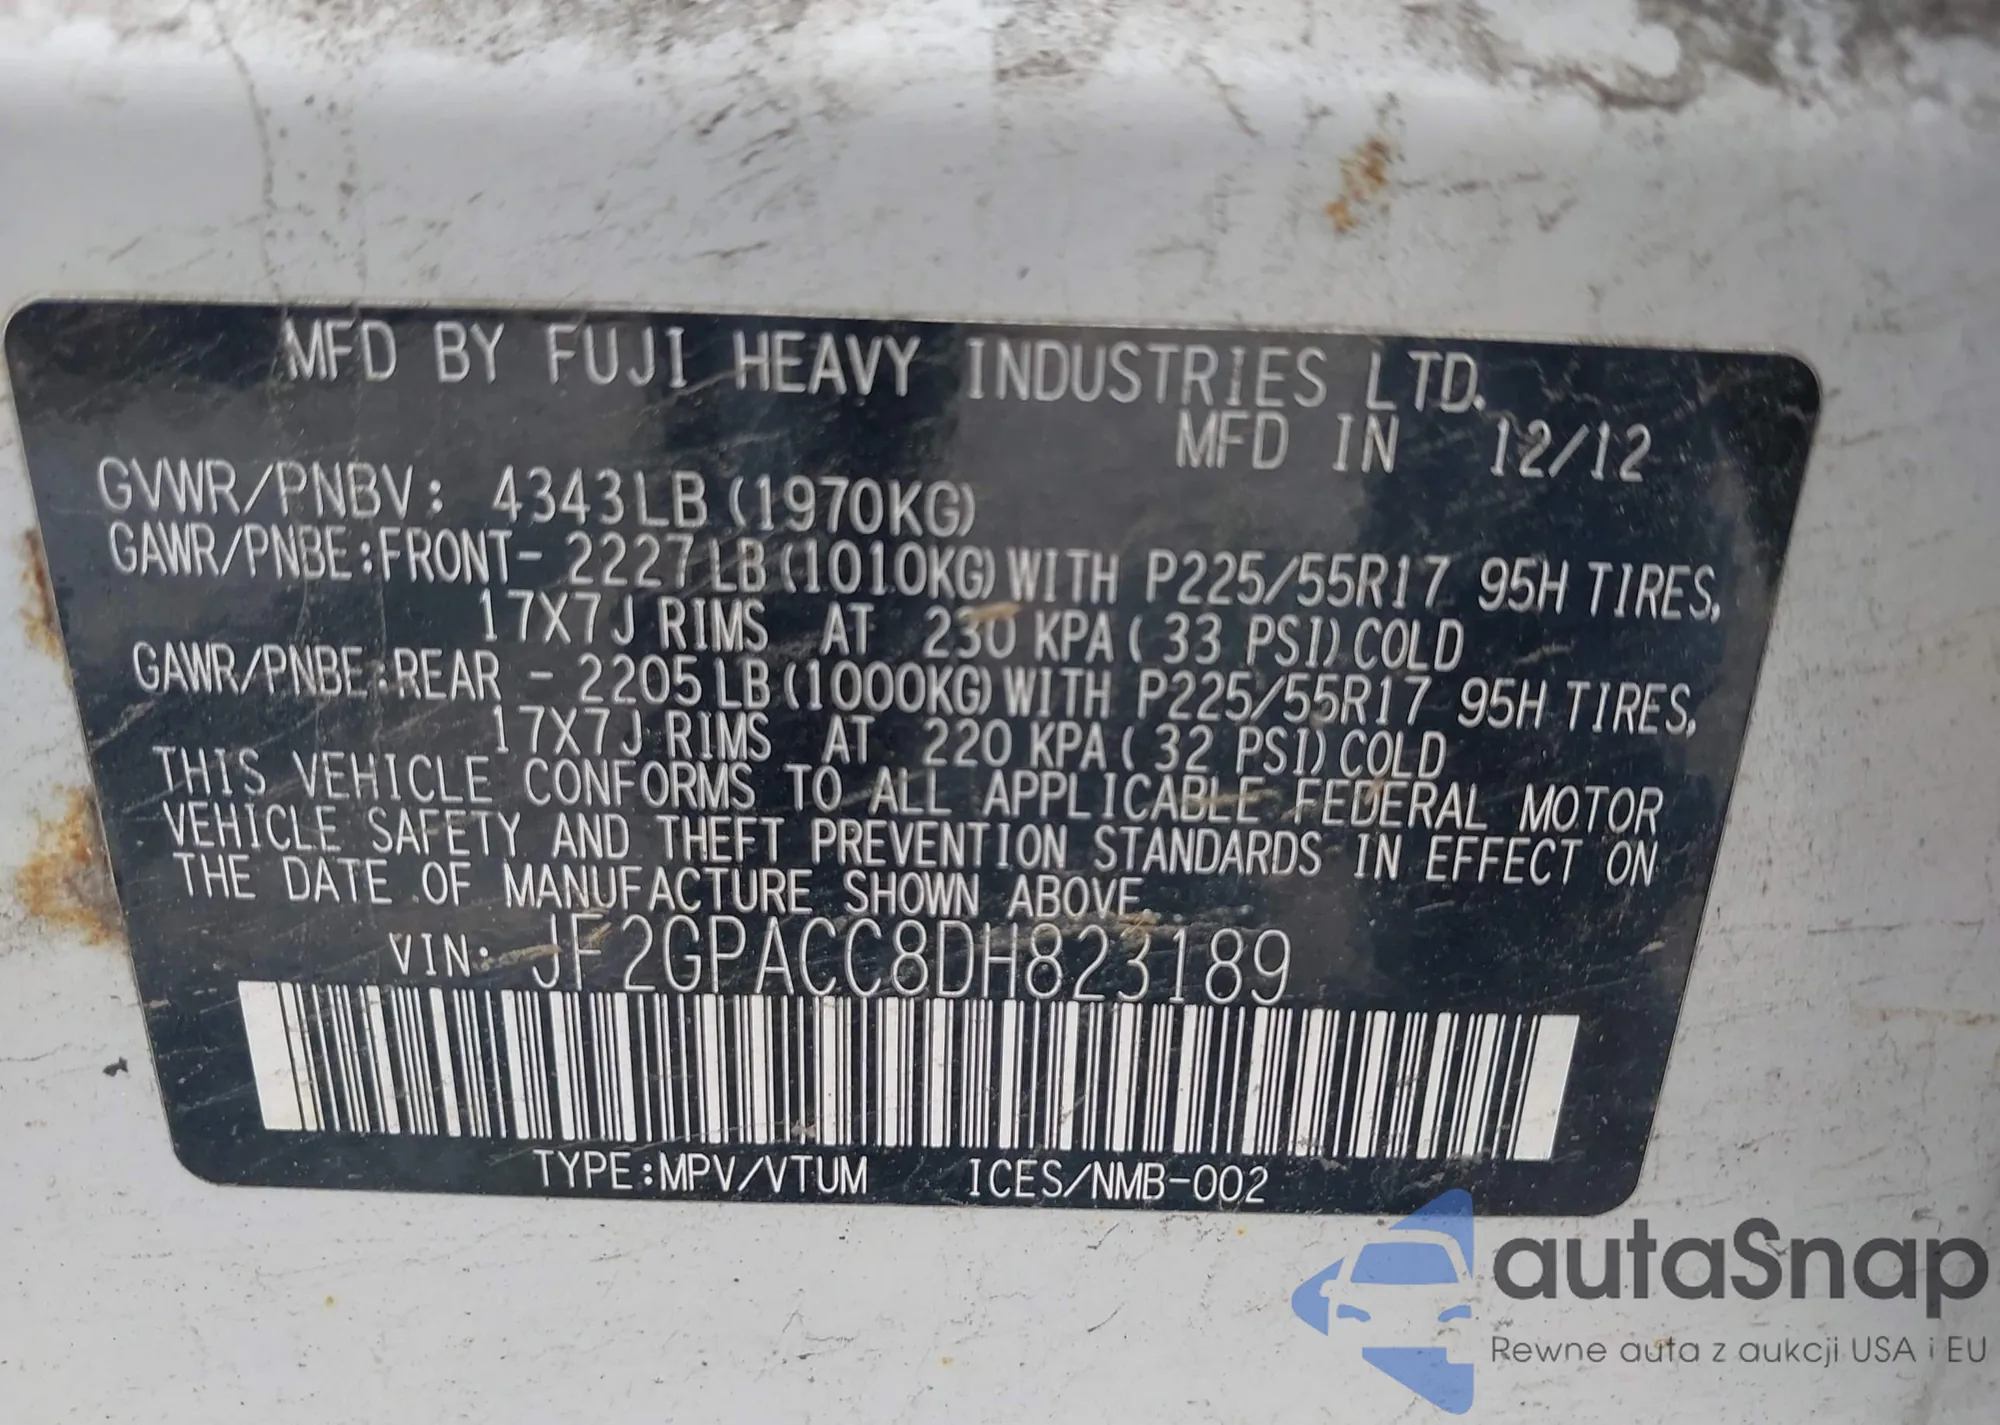 MFD BY FUJI HEAVY INDUSTRIES LTD.
MFD IN 12/12
GVWR/PNBV: 4343LB (1970KG)
GAWR/PNBE:FRONT- 2227LB(1010KG)WITH P225/55R17 95H TIRES,
17X7J RIMS AT 230 KPA( 33 PSI)COLD
GAWR/PNBE:REAR - 2205LB(1000KG)WITH P225/55R17 95H TIRES,
17X7J RIMS AT 220 KPA( 32 PSI)COLD
THIS VEHICLE CONFORMS TO ALL APPLICABLE FEDERAL MOTOR
VEHICLE SAFETY AND THEFT PREVENTION STANDARDS IN EFFECT ON
THE DATE OF MANUFACTURE SHOWN ABOVE.
VIN: JF2GPACC8DH823189
TYPE:MPV/VTUM ICES/NMB-002
autaSnap
Rewne auta z aukcji USA i EU